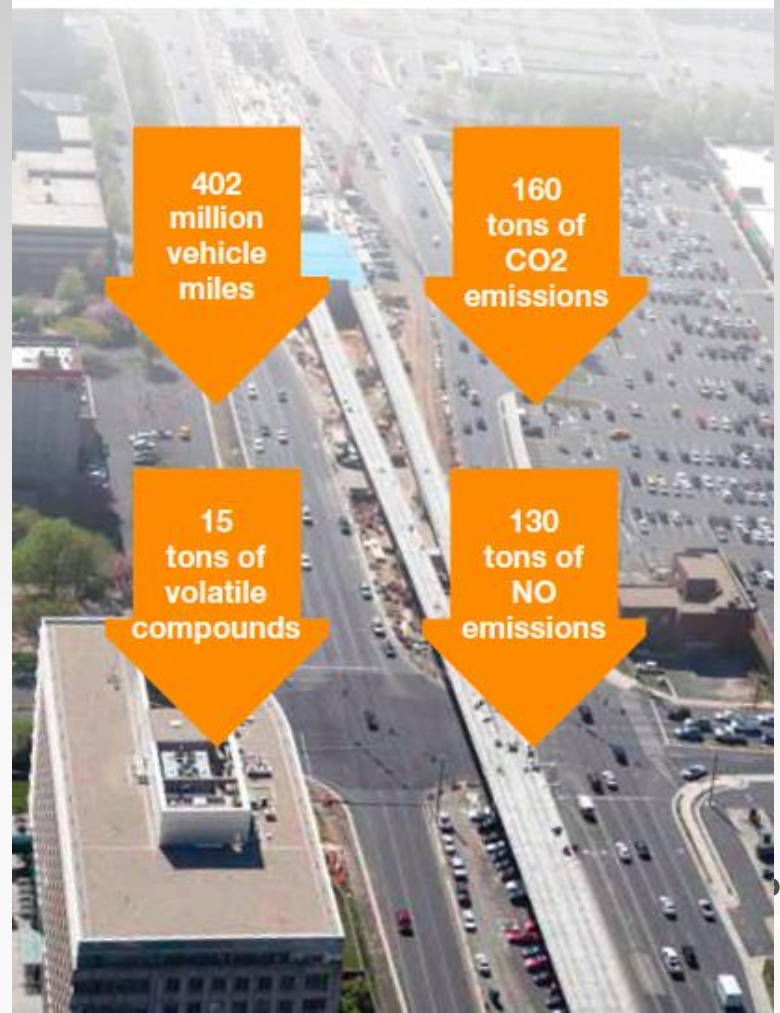 402
million
vehicle
miles
160
tons of
CO2
emissions
15
tons of
volatile
compounds
130
tons of
NO
emissions